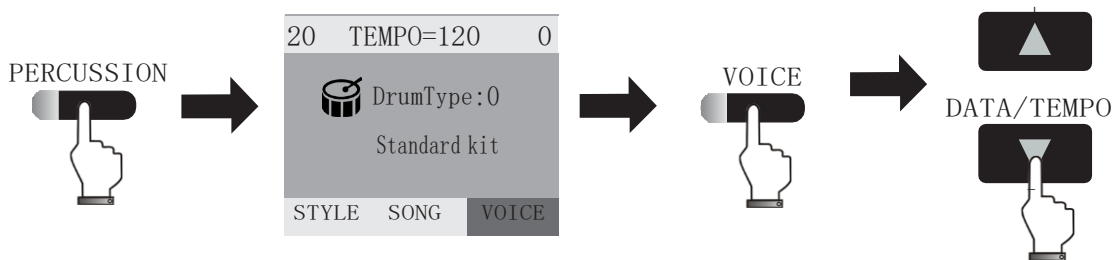 PERCUSSION
20 TEMPO=120 0
DrumType:0
Standard kit
STYLE SONG VOICE
VOICE
DATA/TEMPO